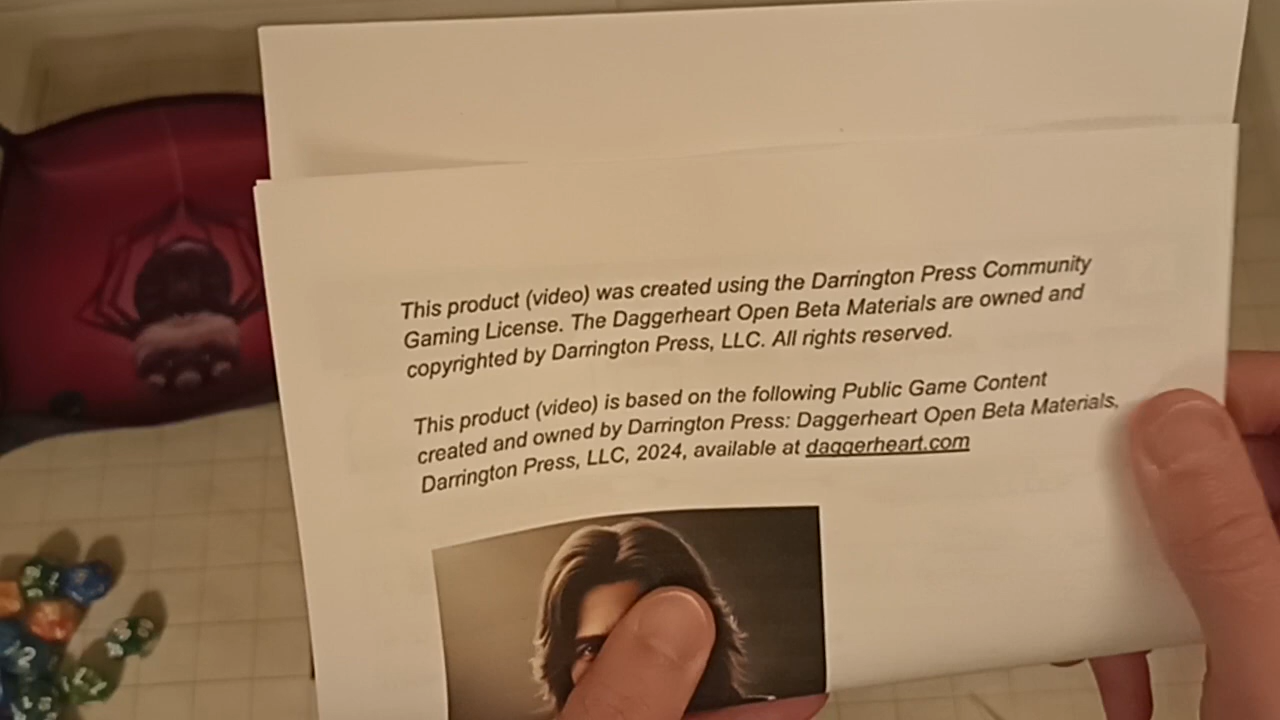 This product (video) was created using the Darrington Press Community
Gaming License. The Daggerheart Open Beta Materials are owned and
copyrighted by Darrington Press, LLC. All rights reserved.
This product (video) is based on the following Public Game Content
created and owned by Darrington Press: Daggerheart Open Beta Materials,
Darrington Press, LLC, 2024, available at daggerheart.com